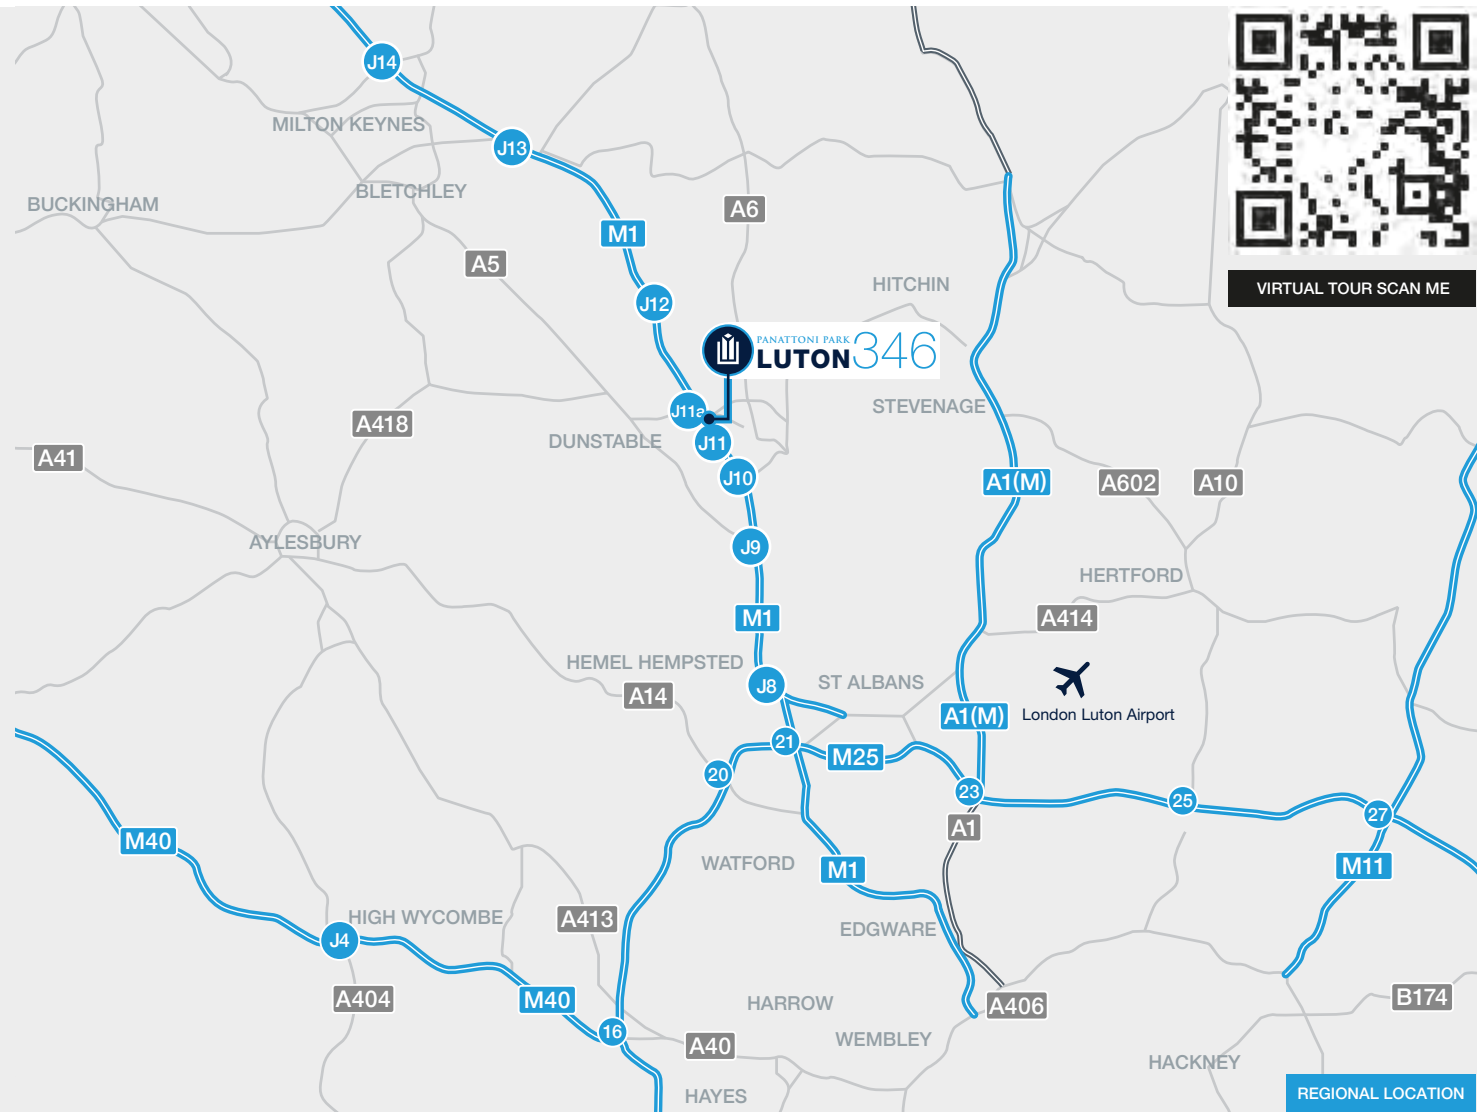 J14
MILTON KEYNES
J13
BLETCHLEY
BUCKINGHAM
A6
M1
A5
HITCHIN
VIRTUAL TOUR SCAN ME
J12
PANATTONI PARK
LUTON 346
J11a
STEVENAGE
A418
DUNSTABLE
J11
A41
J10
A1(M)
A602
A10
AYLESBURY
J9
HERTFORD
M1
A414
HEMEL HEMPSTED
J8
ST ALBANS
A14
A1(M)
London Luton Airport
21
M25
20
23
25
27
A1
M40
WATFORD
M1
M11
HIGH WYCOMBE
A413
EDGWARE
J4
A404
M40
HARROW
A406
B174
16
WEMBLEY
A40
HACKNEY
HAYES
REGIONAL LOCATION